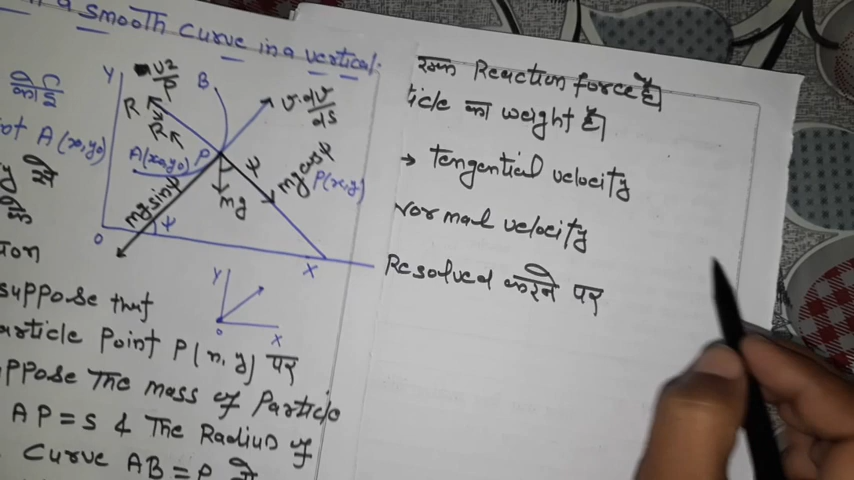 a smooth curve in a vertical.
Y
v²/ρ
B
v.dv/ds
R
R
A(x0,y0)
P
ψ
mg cosψ
P(x,y)
mg sinψ
mg
ψ
O
X
Y
O
X
int A(x0,y0)
y से
tion
suppose that
article point P(x,y) पर
ppose The mass of Particle
AP=S & The Radius of
curve AB=ρ
Reaction force है
ticle का weight है
→ Tengential velocity
Normal velocity
Resolved करने पर